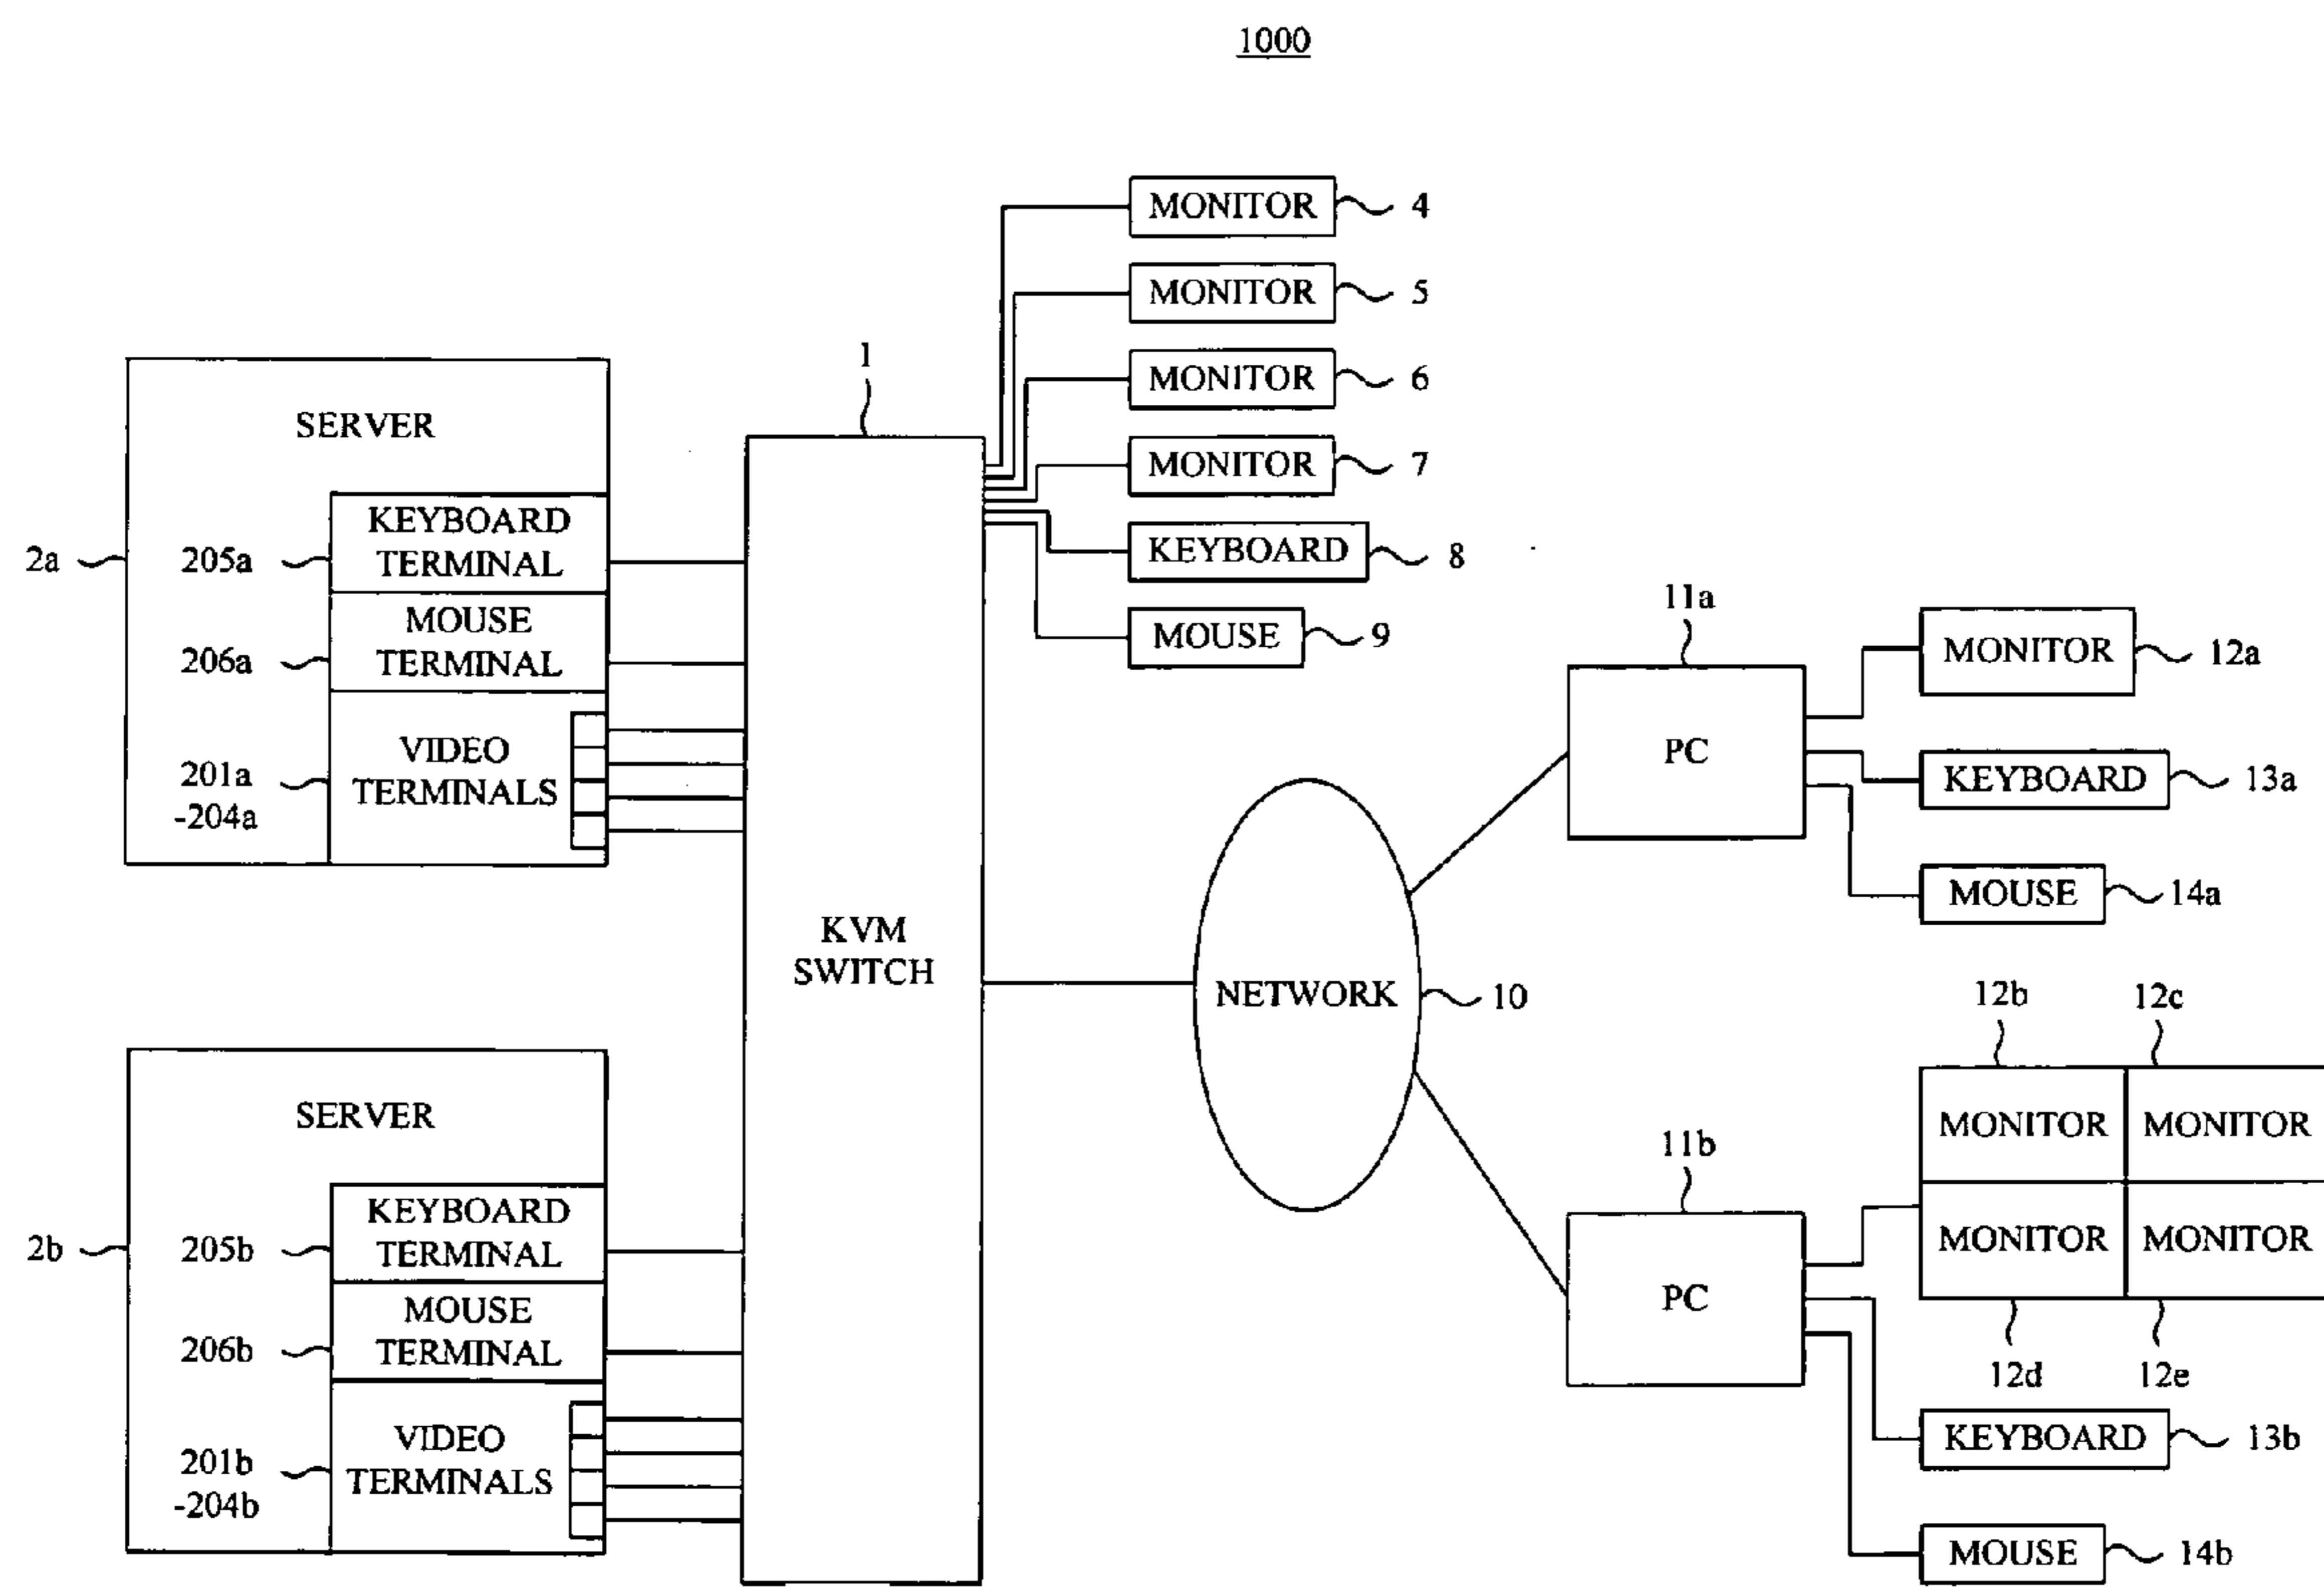 1000
MONITOR 4
MONITOR 5
MONITOR 6
MONITOR 7
KEYBOARD 8
MOUSE 9
1
KVM
SWITCH
2a
SERVER
205a
KEYBOARD
TERMINAL
206a
MOUSE
TERMINAL
201a
-204a
VIDEO
TERMINALS
2b
SERVER
205b
KEYBOARD
TERMINAL
206b
MOUSE
TERMINAL
201b
-204b
VIDEO
TERMINALS
NETWORK 10
11a
PC
MONITOR 12a
KEYBOARD 13a
MOUSE 14a
11b
PC
12b 12c
MONITOR MONITOR
MONITOR MONITOR
12d 12e
KEYBOARD 13b
MOUSE 14b